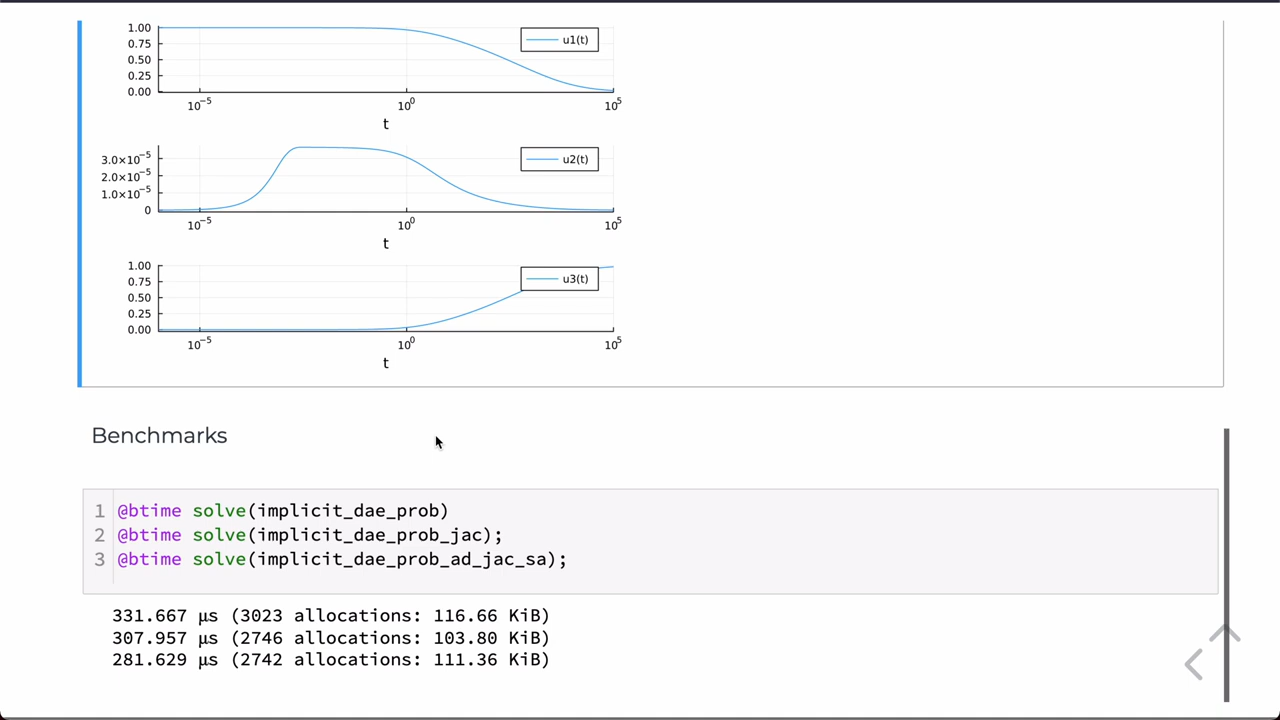 1.00
0.75
0.50
0.25
0.00
u1(t)
10⁻⁵
10⁰
10⁵
t
3.0×10⁻⁵
2.0×10⁻⁵
1.0×10⁻⁵
0
u2(t)
10⁻⁵
10⁰
10⁵
t
1.00
0.75
0.50
0.25
0.00
u3(t)
10⁻⁵
10⁰
10⁵
t
Benchmarks
1 @btime solve(implicit_dae_prob)
2 @btime solve(implicit_dae_prob_jac);
3 @btime solve(implicit_dae_prob_ad_jac_sa);
331.667 μs (3023 allocations: 116.66 KiB)
307.957 μs (2746 allocations: 103.80 KiB)
281.629 μs (2742 allocations: 111.36 KiB)